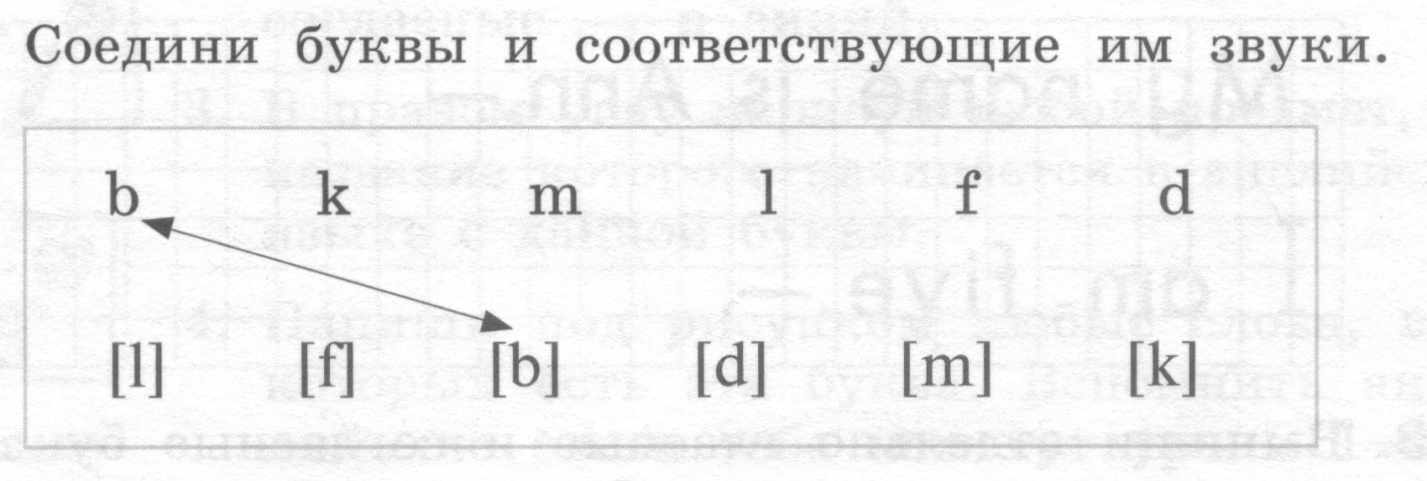 Соедини буквы и соответствующие им звуки.
b k m l f d
[l] [f] [b] [d] [m] [k]